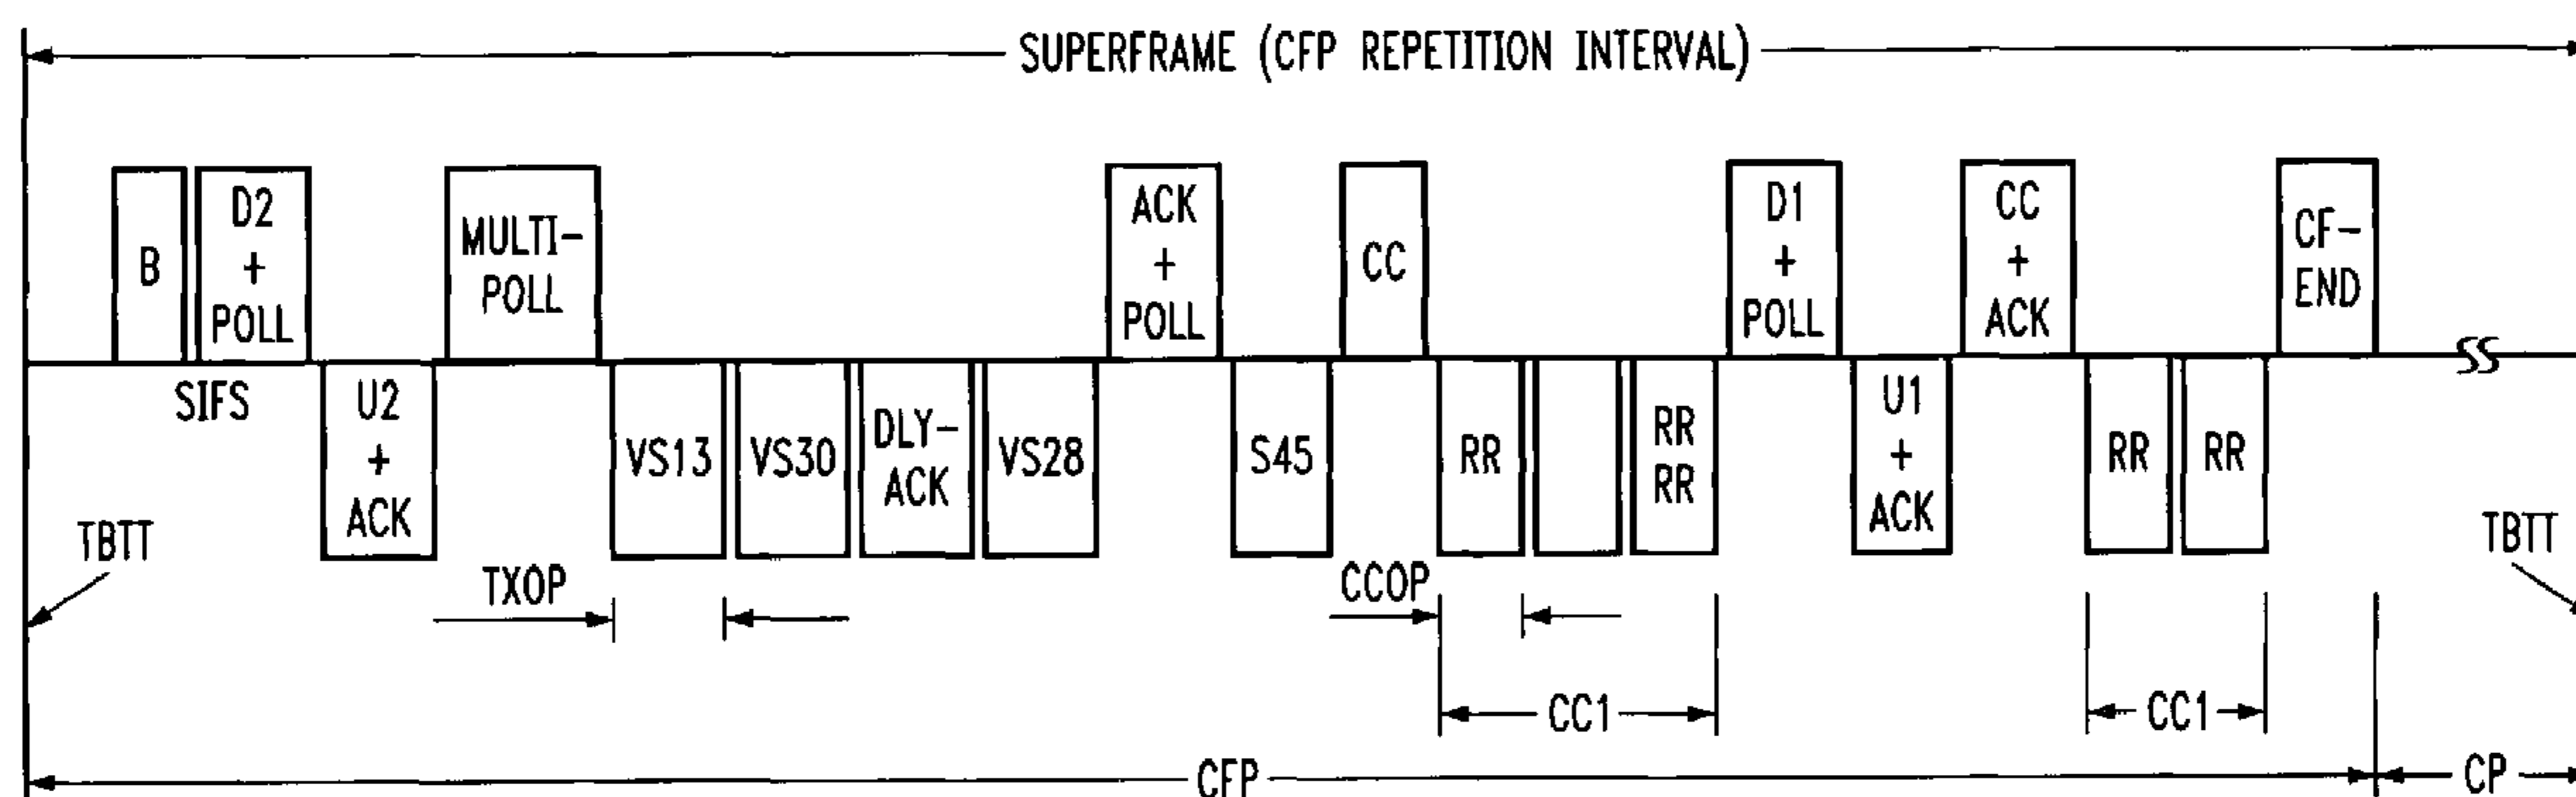 SUPERFRAME (CFP REPETITION INTERVAL)
B
D2
+
POLL
MULTI-
POLL
ACK
+
POLL
CC
D1
+
POLL
CC
+
ACK
CF-
END
SIFS
U2
+
ACK
VS13
VS30
DLY-
ACK
VS28
S45
RR
RR
RR
U1
+
ACK
RR
RR
TBTT
TXOP
CCOP
TBTT
CC1
CC1
CFP
CP